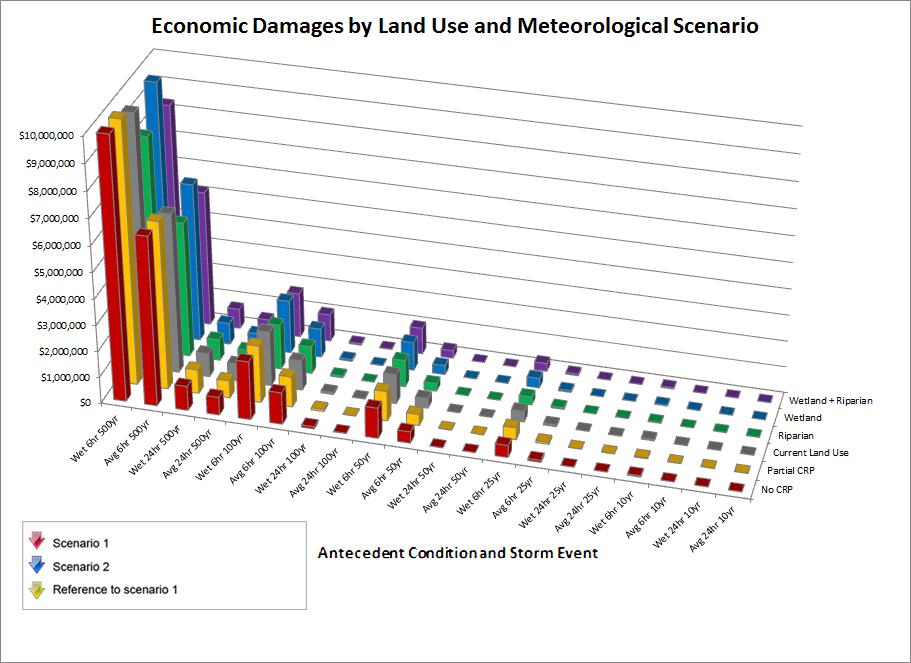 Economic Damages by Land Use and Meteorological Scenario
$10,000,000
$9,000,000
$8,000,000
$7,000,000
$6,000,000
$5,000,000
$4,000,000
$3,000,000
$2,000,000
$1,000,000
$0
Wet 6hr 500yr
Avg 6hr 500yr
Wet 24hr 500yr
Avg 24hr 500yr
Wet 6hr 100yr
Avg 6hr 100yr
Wet 24hr 100yr
Avg 24hr 100yr
Wet 6hr 50yr
Avg 6hr 50yr
Wet 24hr 50yr
Avg 24hr 50yr
Wet 6hr 25yr
Avg 6hr 25yr
Wet 24hr 25yr
Avg 24hr 25yr
Wet 6hr 10yr
Avg 6hr 10yr
Wet 24hr 10yr
Avg 24hr 10yr
Wetland + Riparian
Wetland
Riparian
Current Land Use
Partial CRP
No CRP
Antecedent Condition and Storm Event
Scenario 1
Scenario 2
Reference to scenario 1